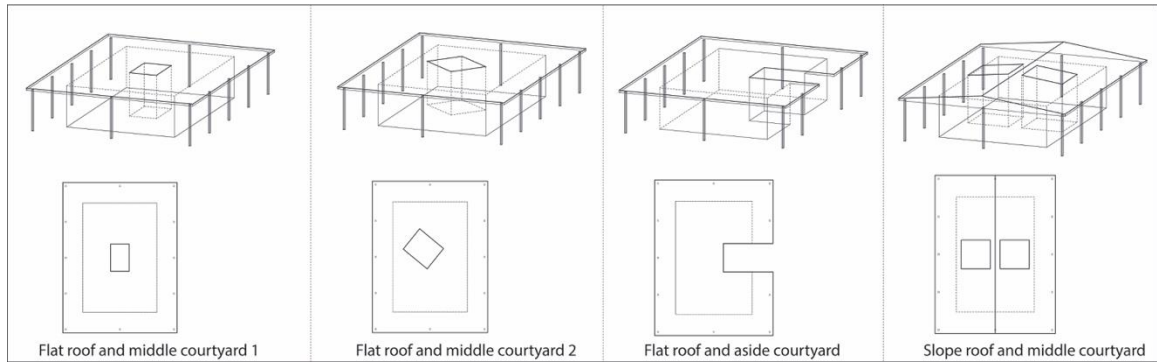 Flat roof and middle courtyard 1
Flat roof and middle courtyard 2
Flat roof and aside courtyard
Slope roof and middle courtyard